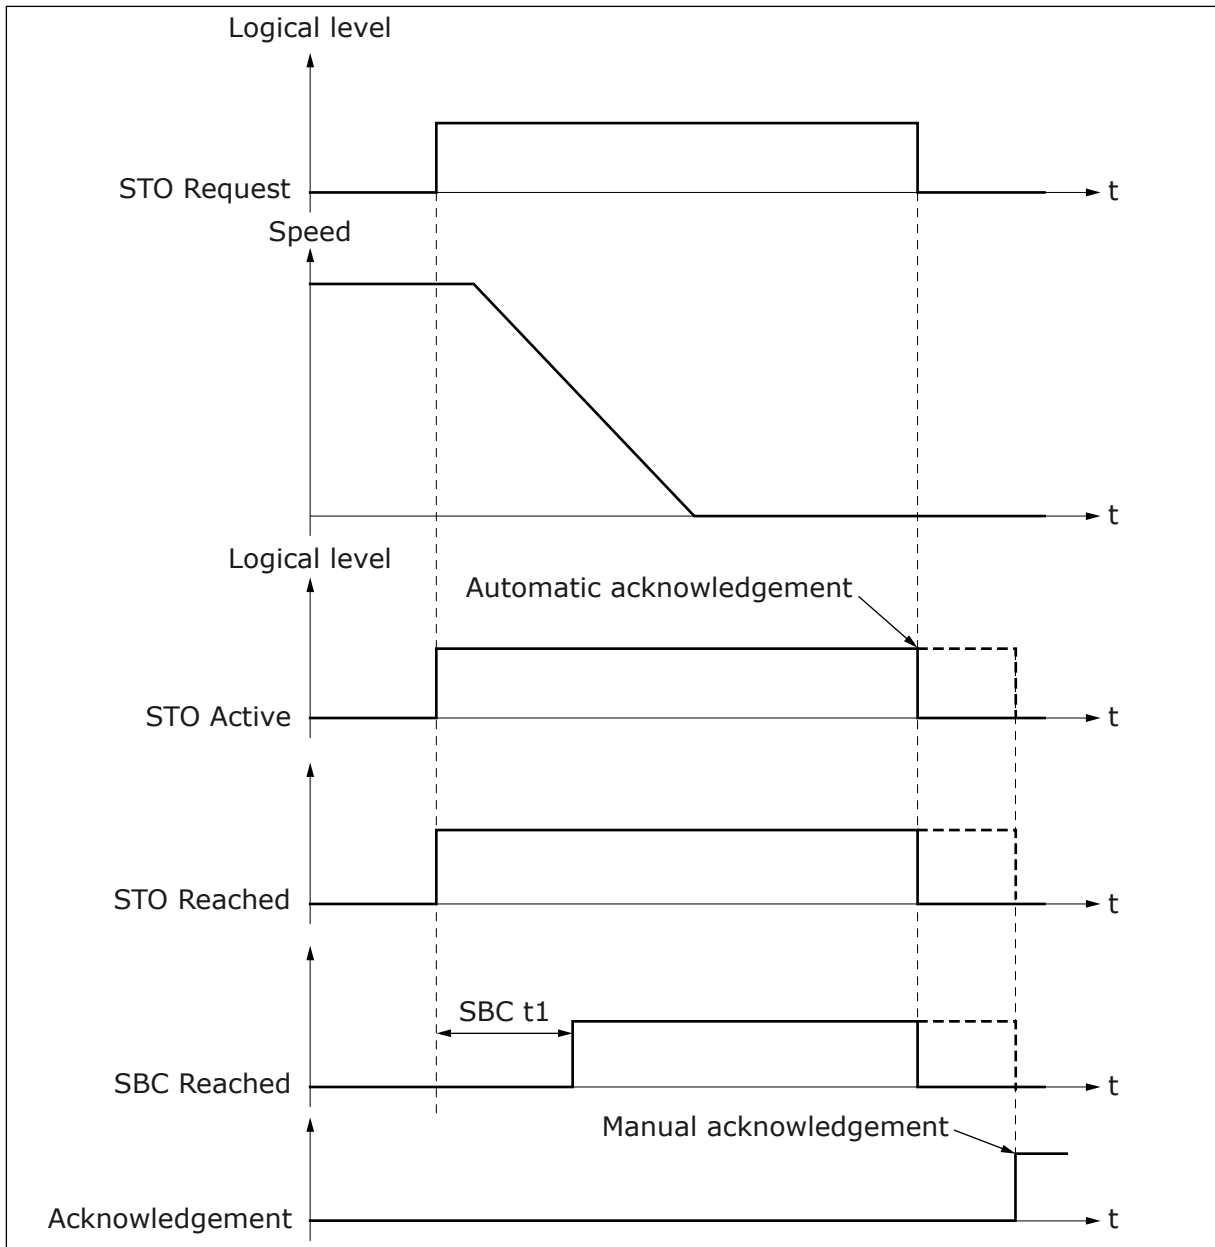 Logical level
STO Request
t
Speed
t
Logical level
Automatic acknowledgement
STO Active
t
STO Reached
t
SBC t1
SBC Reached
t
Manual acknowledgement
Acknowledgement
t